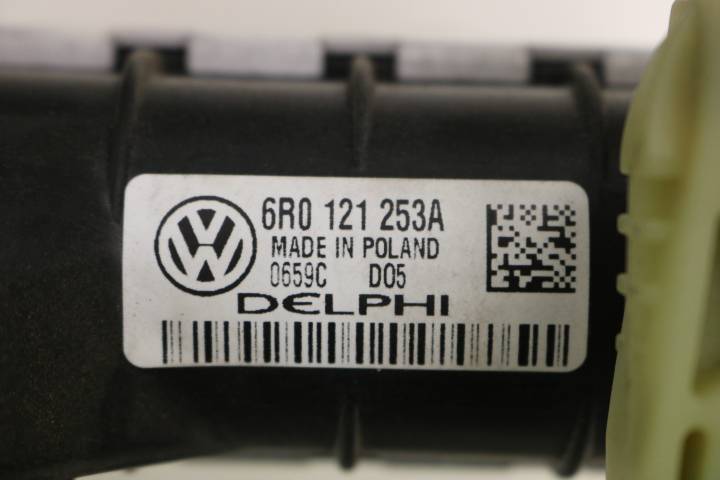 6R0 121 253A
MADE IN POLAND
0659C D05
DELPHI